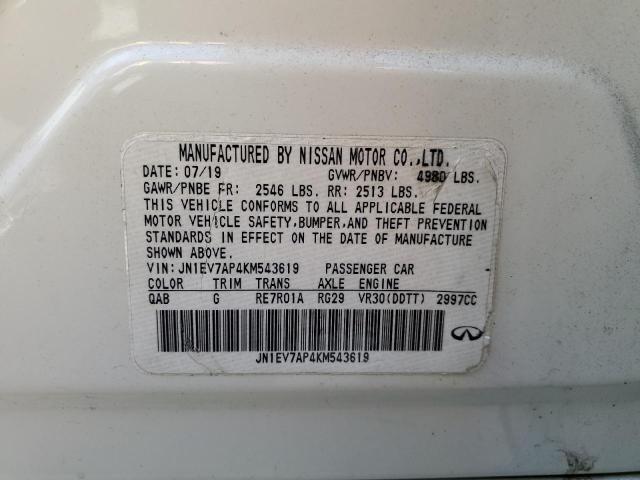 MANUFACTURED BY NISSAN MOTOR CO.,LTD.
DATE: 07/19 GVWR/PNBV: 4980 LBS.
GAWR/PNBE FR: 2546 LBS. RR: 2513 LBS.
THIS VEHICLE CONFORMS TO ALL APPLICABLE FEDERAL
MOTOR VEHICLE SAFETY, BUMPER, AND THEFT PREVENTION
STANDARDS IN EFFECT ON THE DATE OF MANUFACTURE
SHOWN ABOVE.
VIN: JN1EV7AP4KM543619 PASSENGER CAR
COLOR TRIM TRANS AXLE ENGINE
QAB G RE7R01A RG29 VR30(DDTT) 2997CC
JN1EV7AP4KM543619